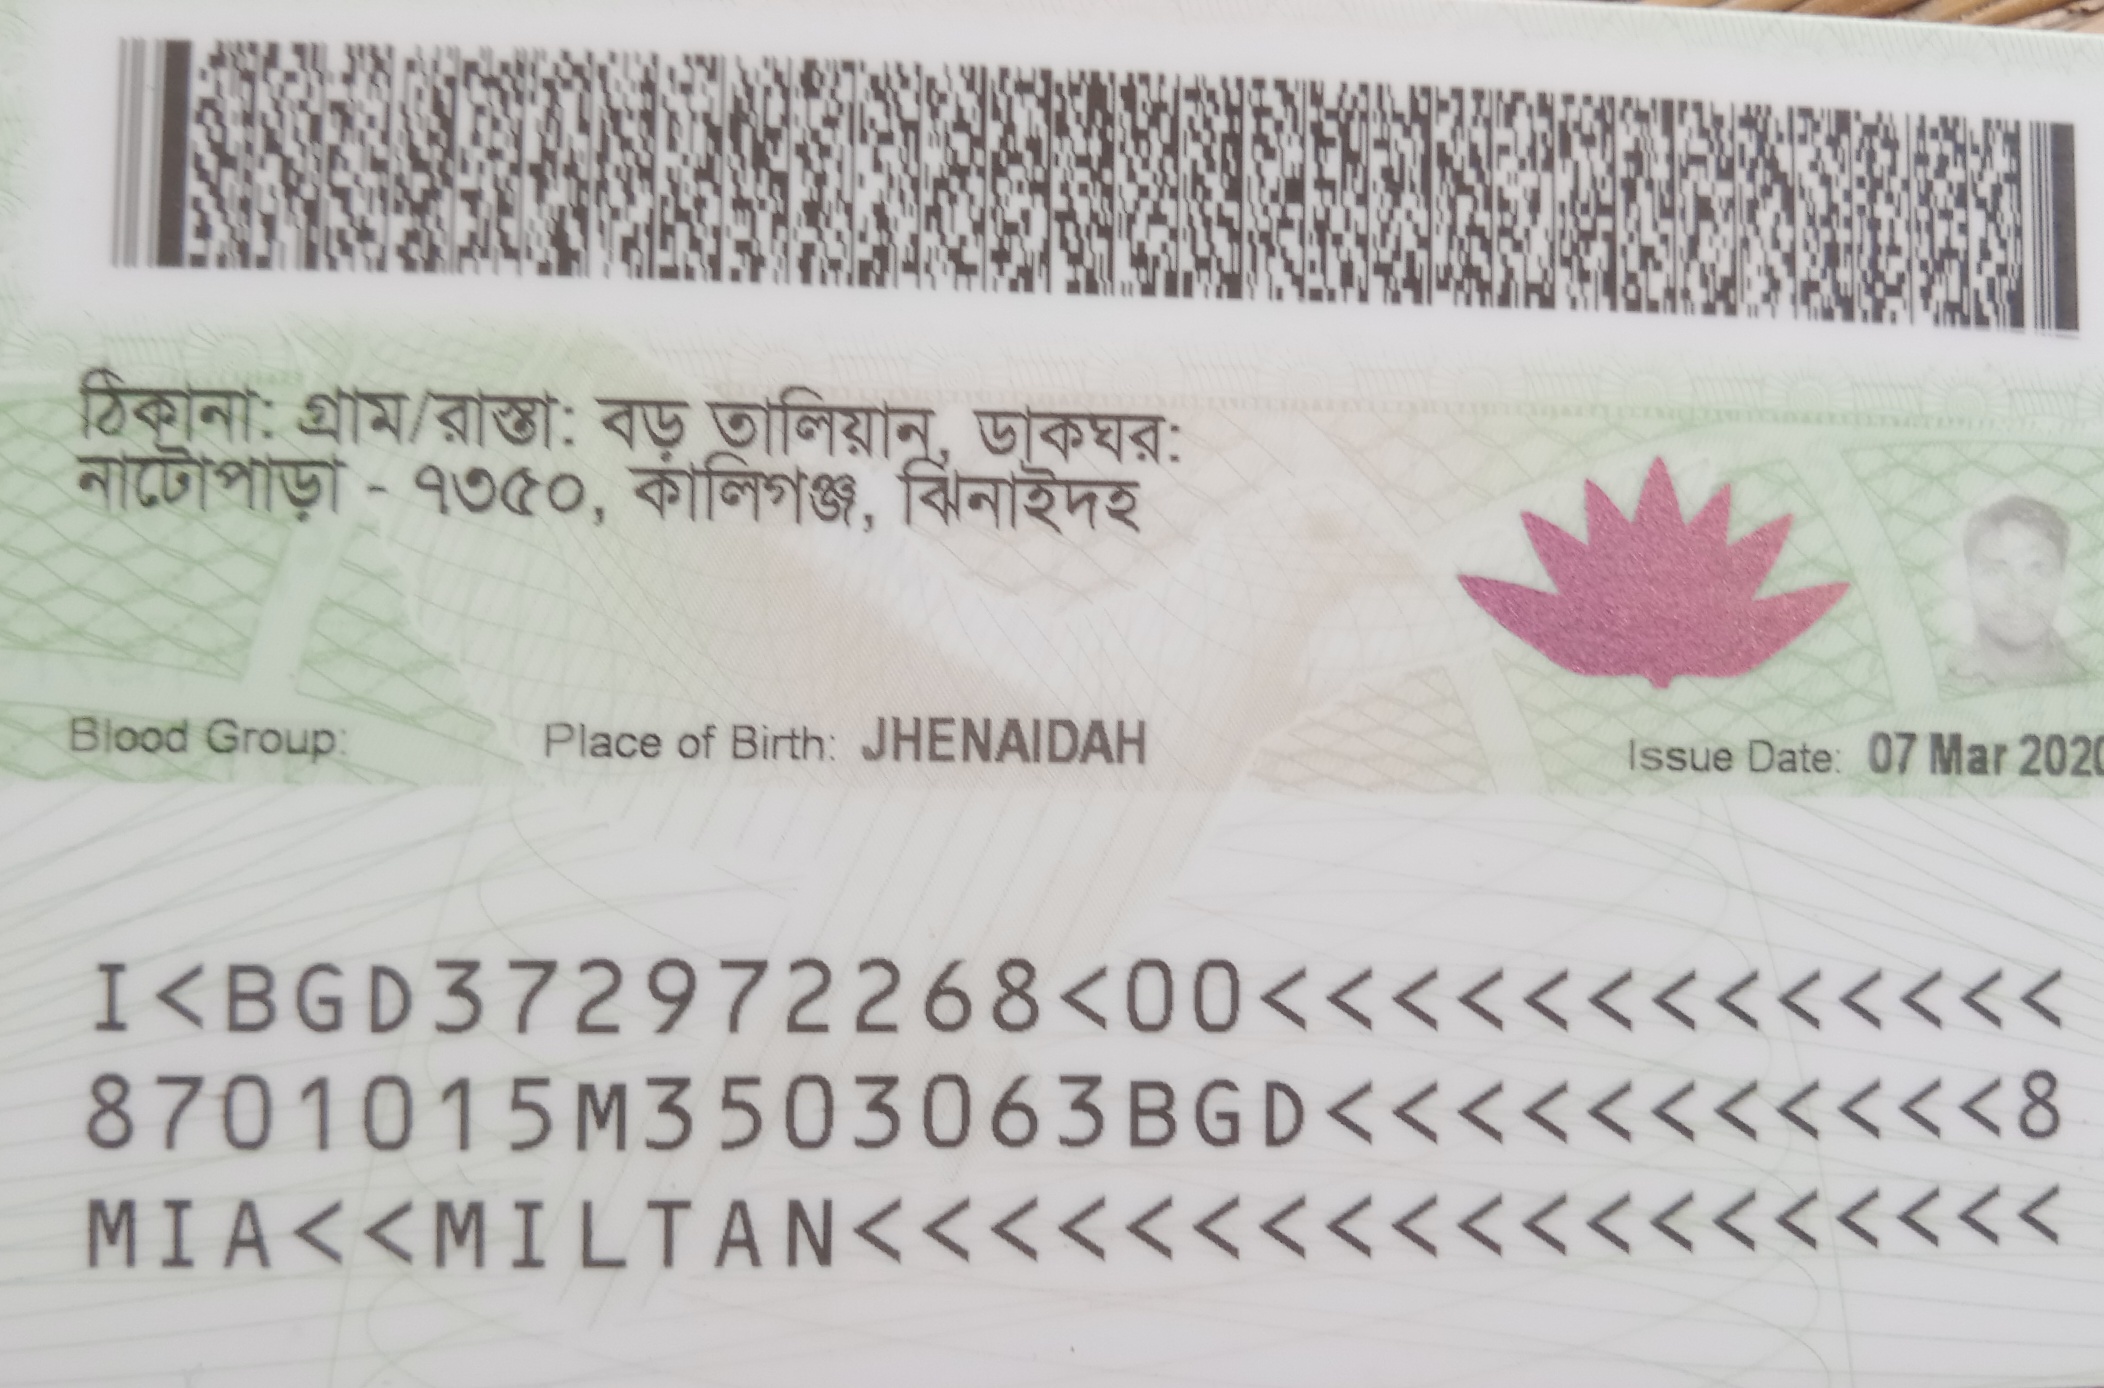 ঠিকানা: গ্রাম/রাস্তা: বড় তালিয়ান, ডাকঘর:
নাটোপাড়া - ৭৩৫০, কালিগঞ্জ, ঝিনাইদহ
Blood Group: Place of Birth: JHENAIDAH Issue Date: 07 Mar 2020
I<BGD372972268<00<<<<<<<<<<<<<
8701015M3503063BGD<<<<<<<<<<<8
MIA<<MILTAN<<<<<<<<<<<<<<<<<<<